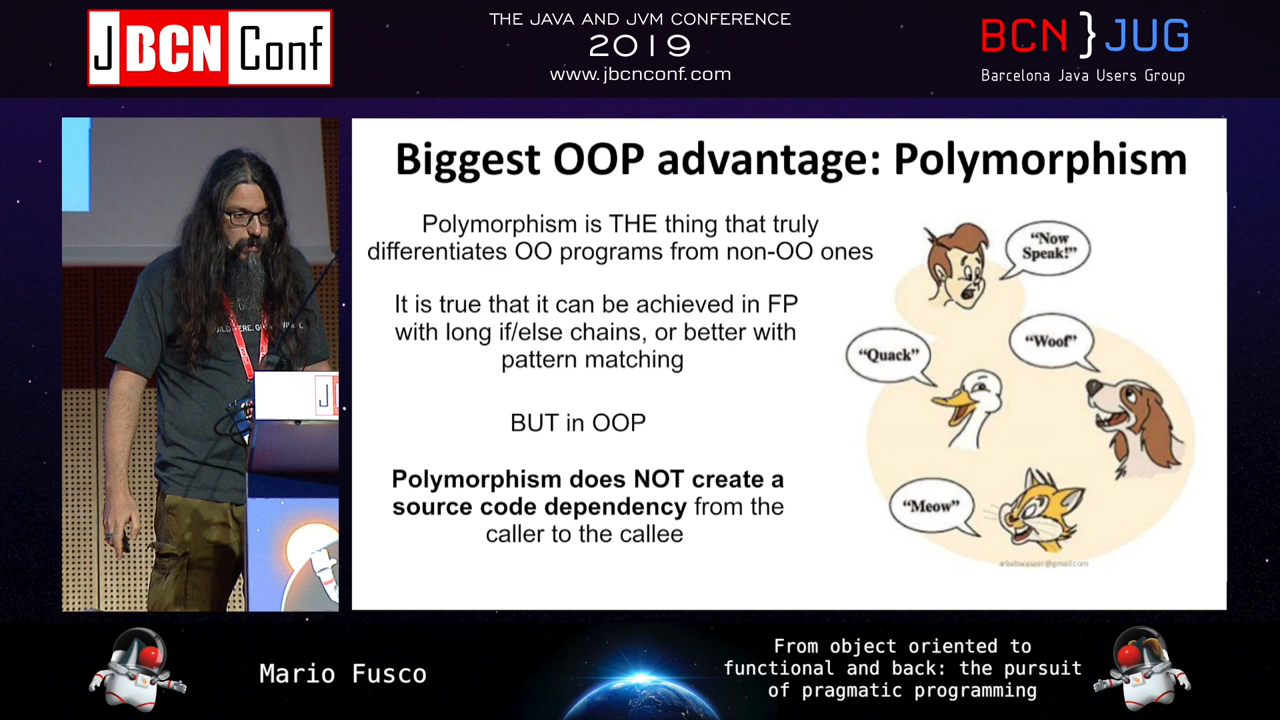 JBCNConf
THE JAVA AND JVM CONFERENCE
2019
www.jbcnconf.com
BCN}JUG
Barcelona Java Users Group
Biggest OOP advantage: Polymorphism
Polymorphism is THE thing that truly
differentiates OO programs from non-OO ones
It is true that it can be achieved in FP
with long if/else chains, or better with
pattern matching
BUT in OOP
Polymorphism does NOT create a
source code dependency from the
caller to the callee
"Now
Speak!"
"Quack"
"Woof"
"Meow"
arbabwaseer@gmail.com
J
Mario Fusco
From object oriented to
functional and back: the pursuit
of pragmatic programming